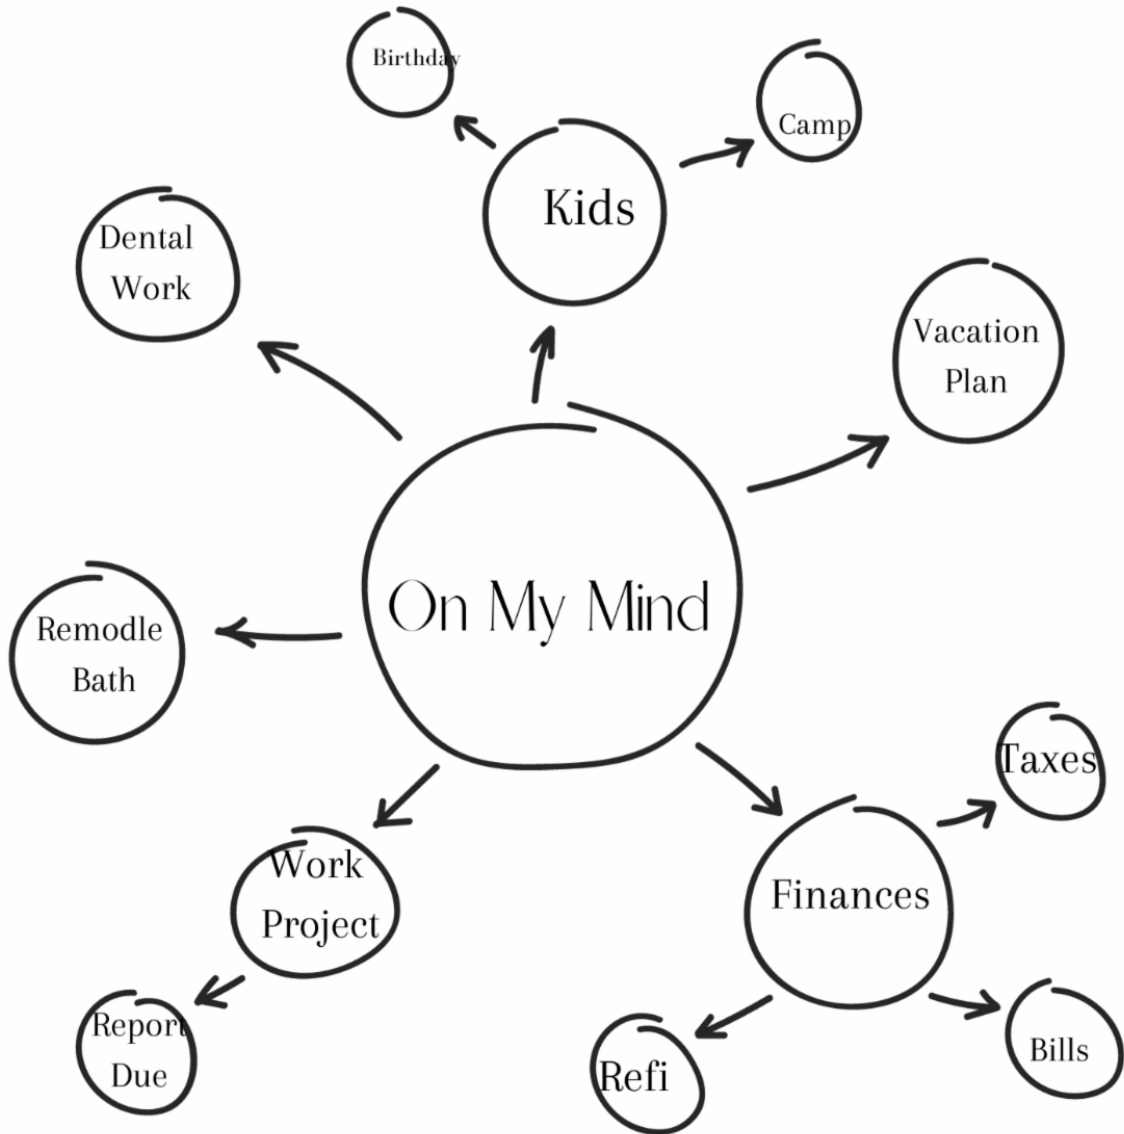 Birthday
Camp
Kids
Dental
Work
Vacation
Plan
On My Mind
Remodle
Bath
Taxes
Work
Project
Finances
Report
Due
Refi
Bills